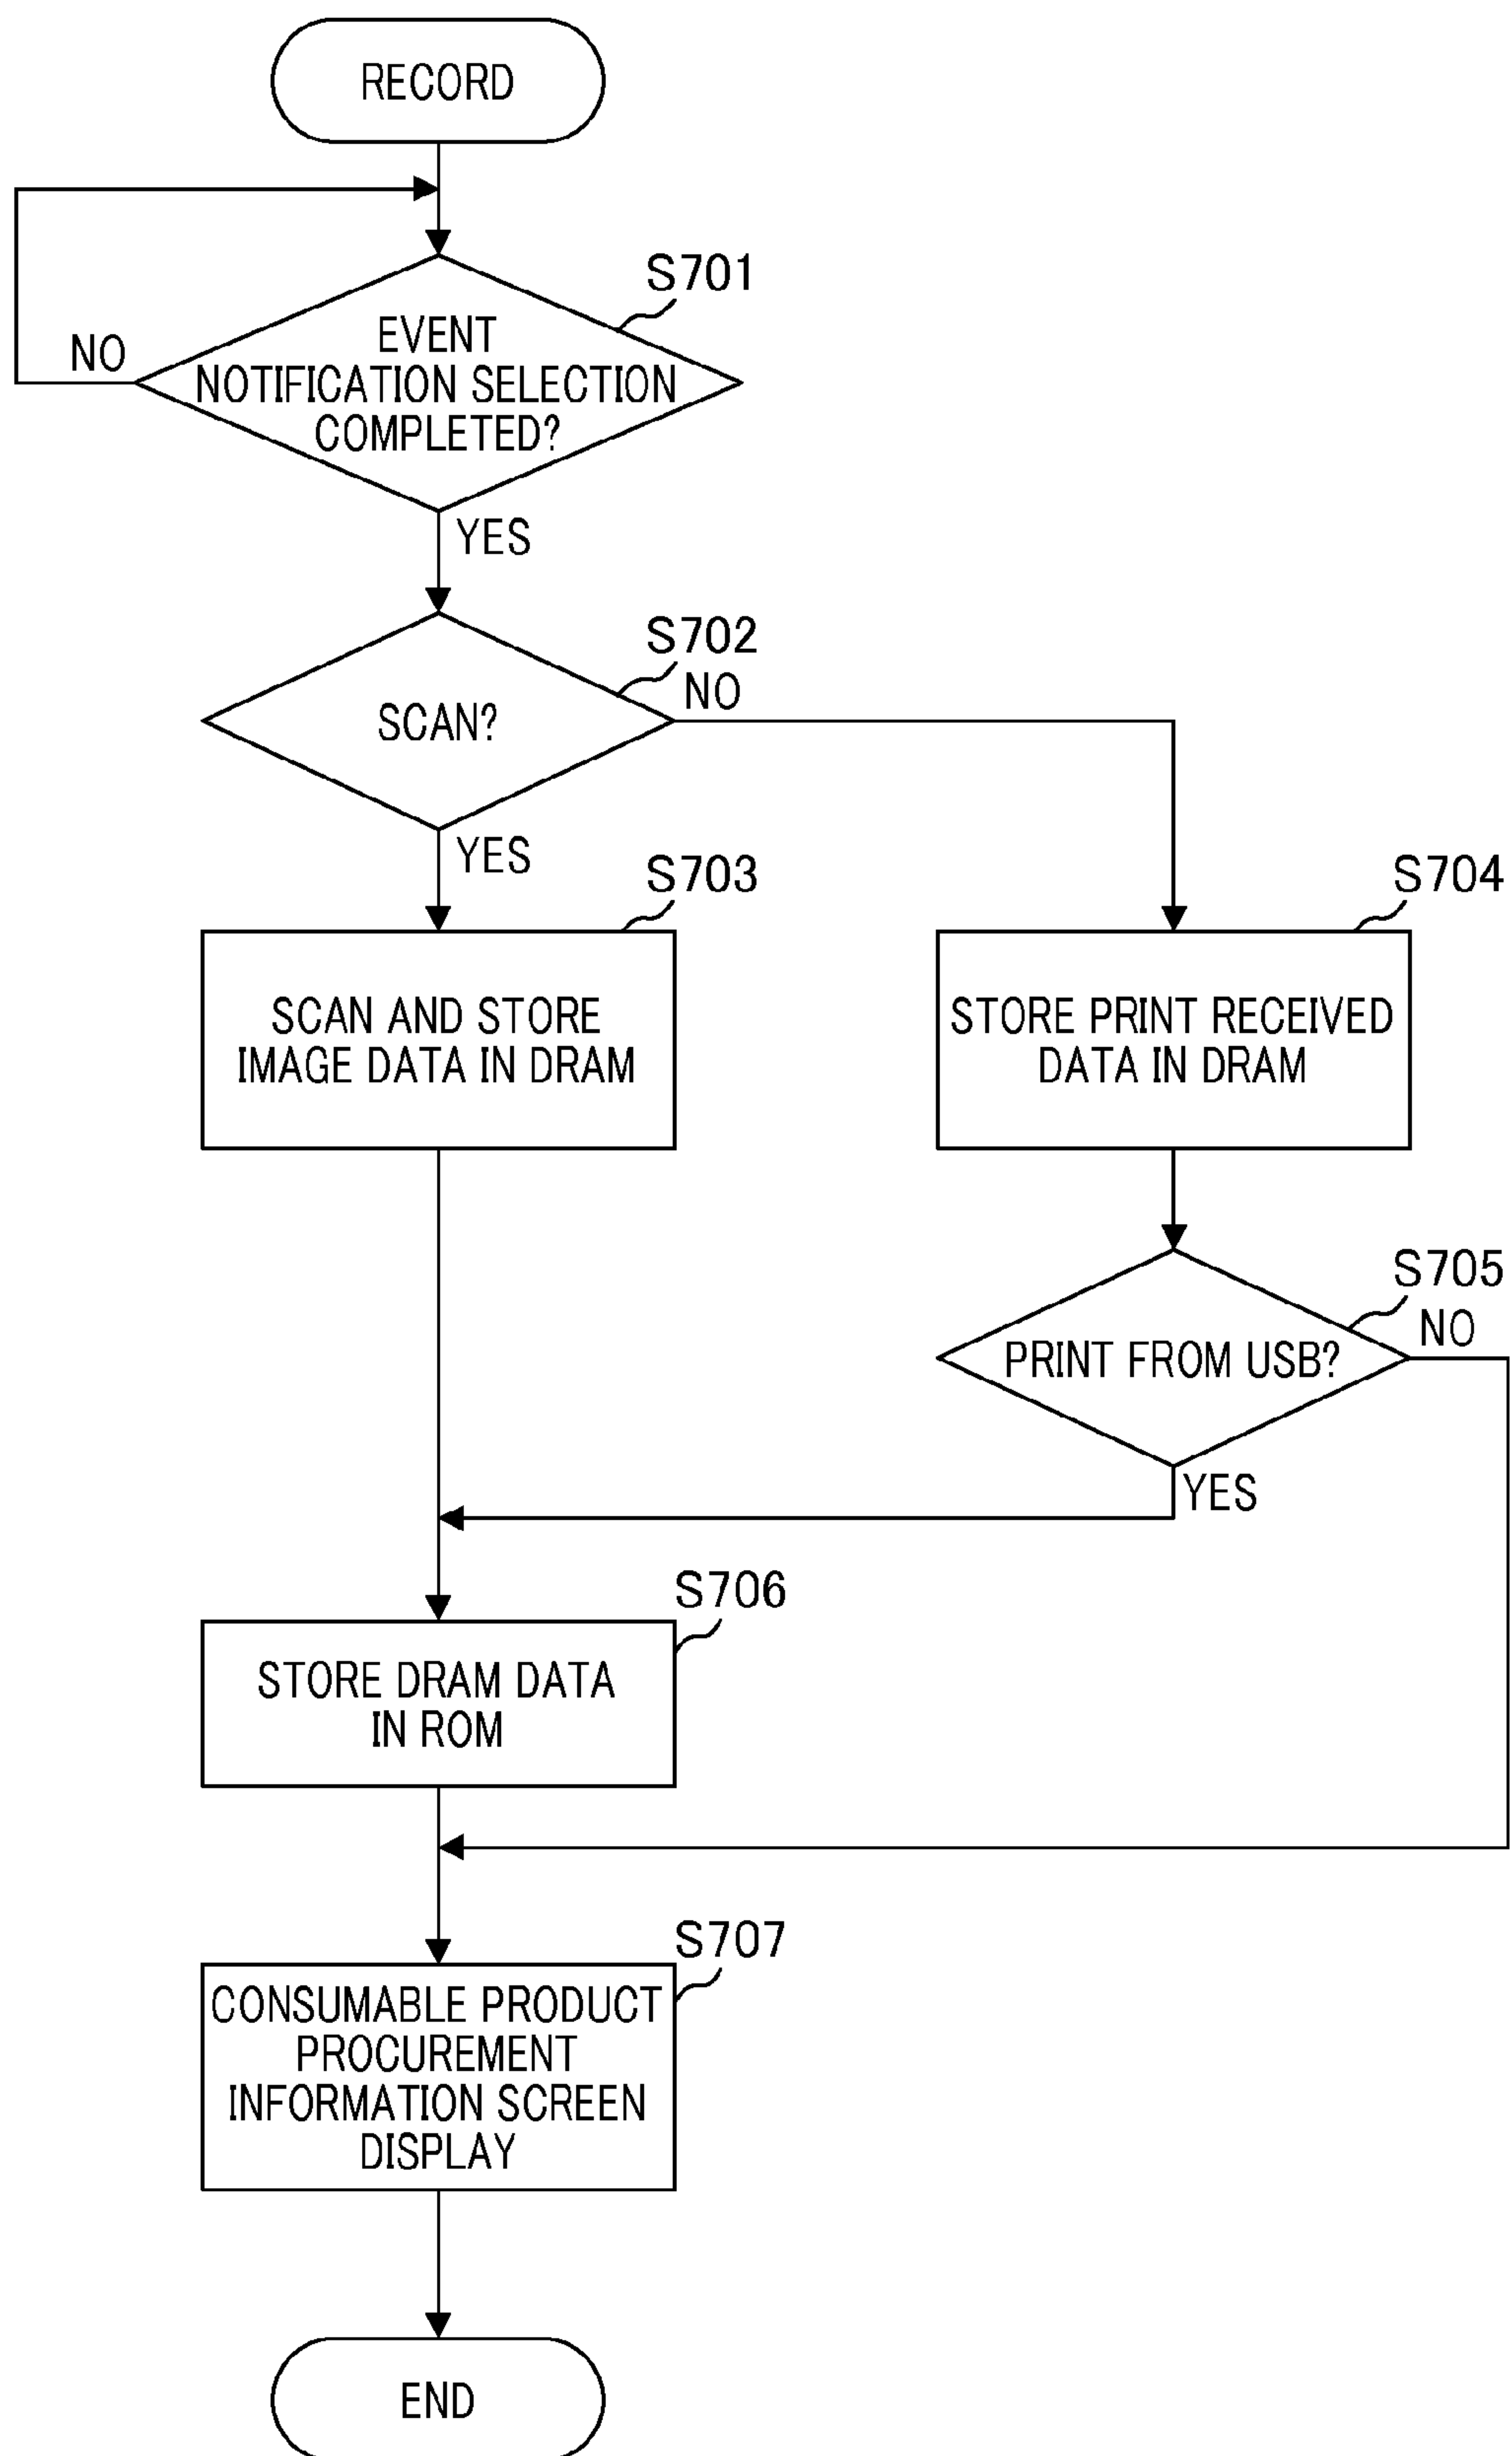 RECORD
S701
EVENT
NOTIFICATION SELECTION
COMPLETED?
NO
YES
S702
SCAN?
NO
YES
S703
SCAN AND STORE
IMAGE DATA IN DRAM
S704
STORE PRINT RECEIVED
DATA IN DRAM
S705
PRINT FROM USB?
NO
YES
S706
STORE DRAM DATA
IN ROM
S707
CONSUMABLE PRODUCT
PROCUREMENT
INFORMATION SCREEN
DISPLAY
END